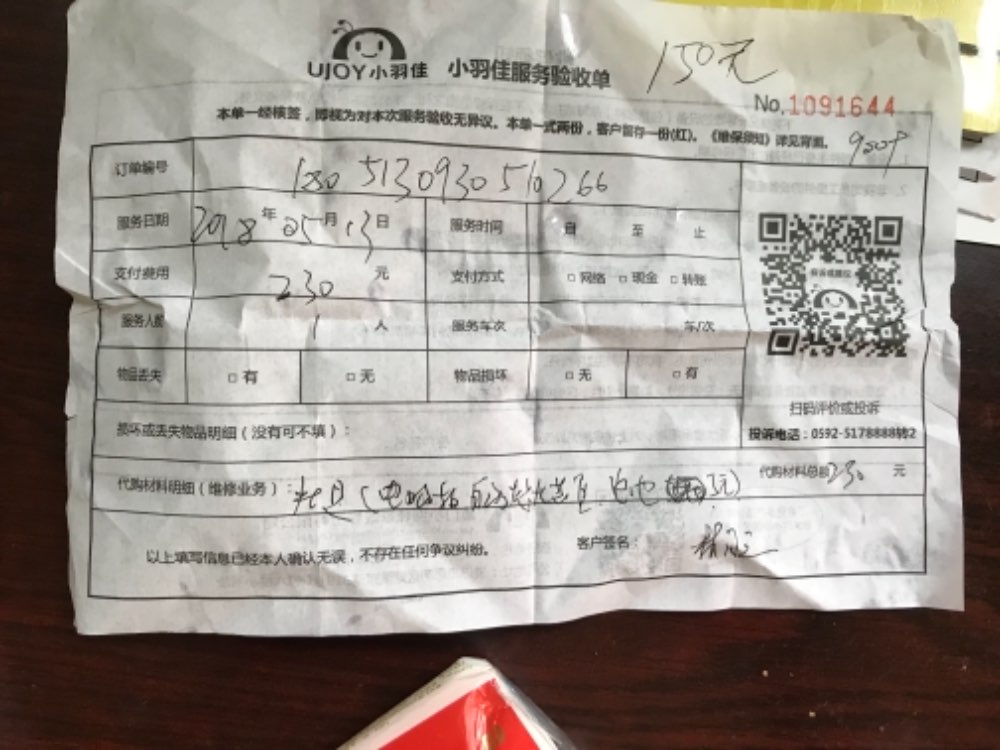 UJOY小羽佳 小羽佳服务验收单 150元
No.1091644
本单一经核签，即视为对本次服务验收无异议。本单一式两份，客户留存一份(红)。《维保须知》详见背面。
订单编号
服务日期 2018年05月13日 服务时间 自 至 止
支付费用 230元 支付方式 □网络 □现金 □转账
服务人数 1人 服务车次 车/次
物品丢失 □有 □无 物品损坏 □无 □有
扫码评价或投诉
投诉电话：0592-5178888转2
损坏或丢失物品明细（没有可不填）：
代购材料明细（维修业务）： 代购材料总额230元
以上填写信息已经本人确认无误，不存在任何争议纠纷。 客户签名：